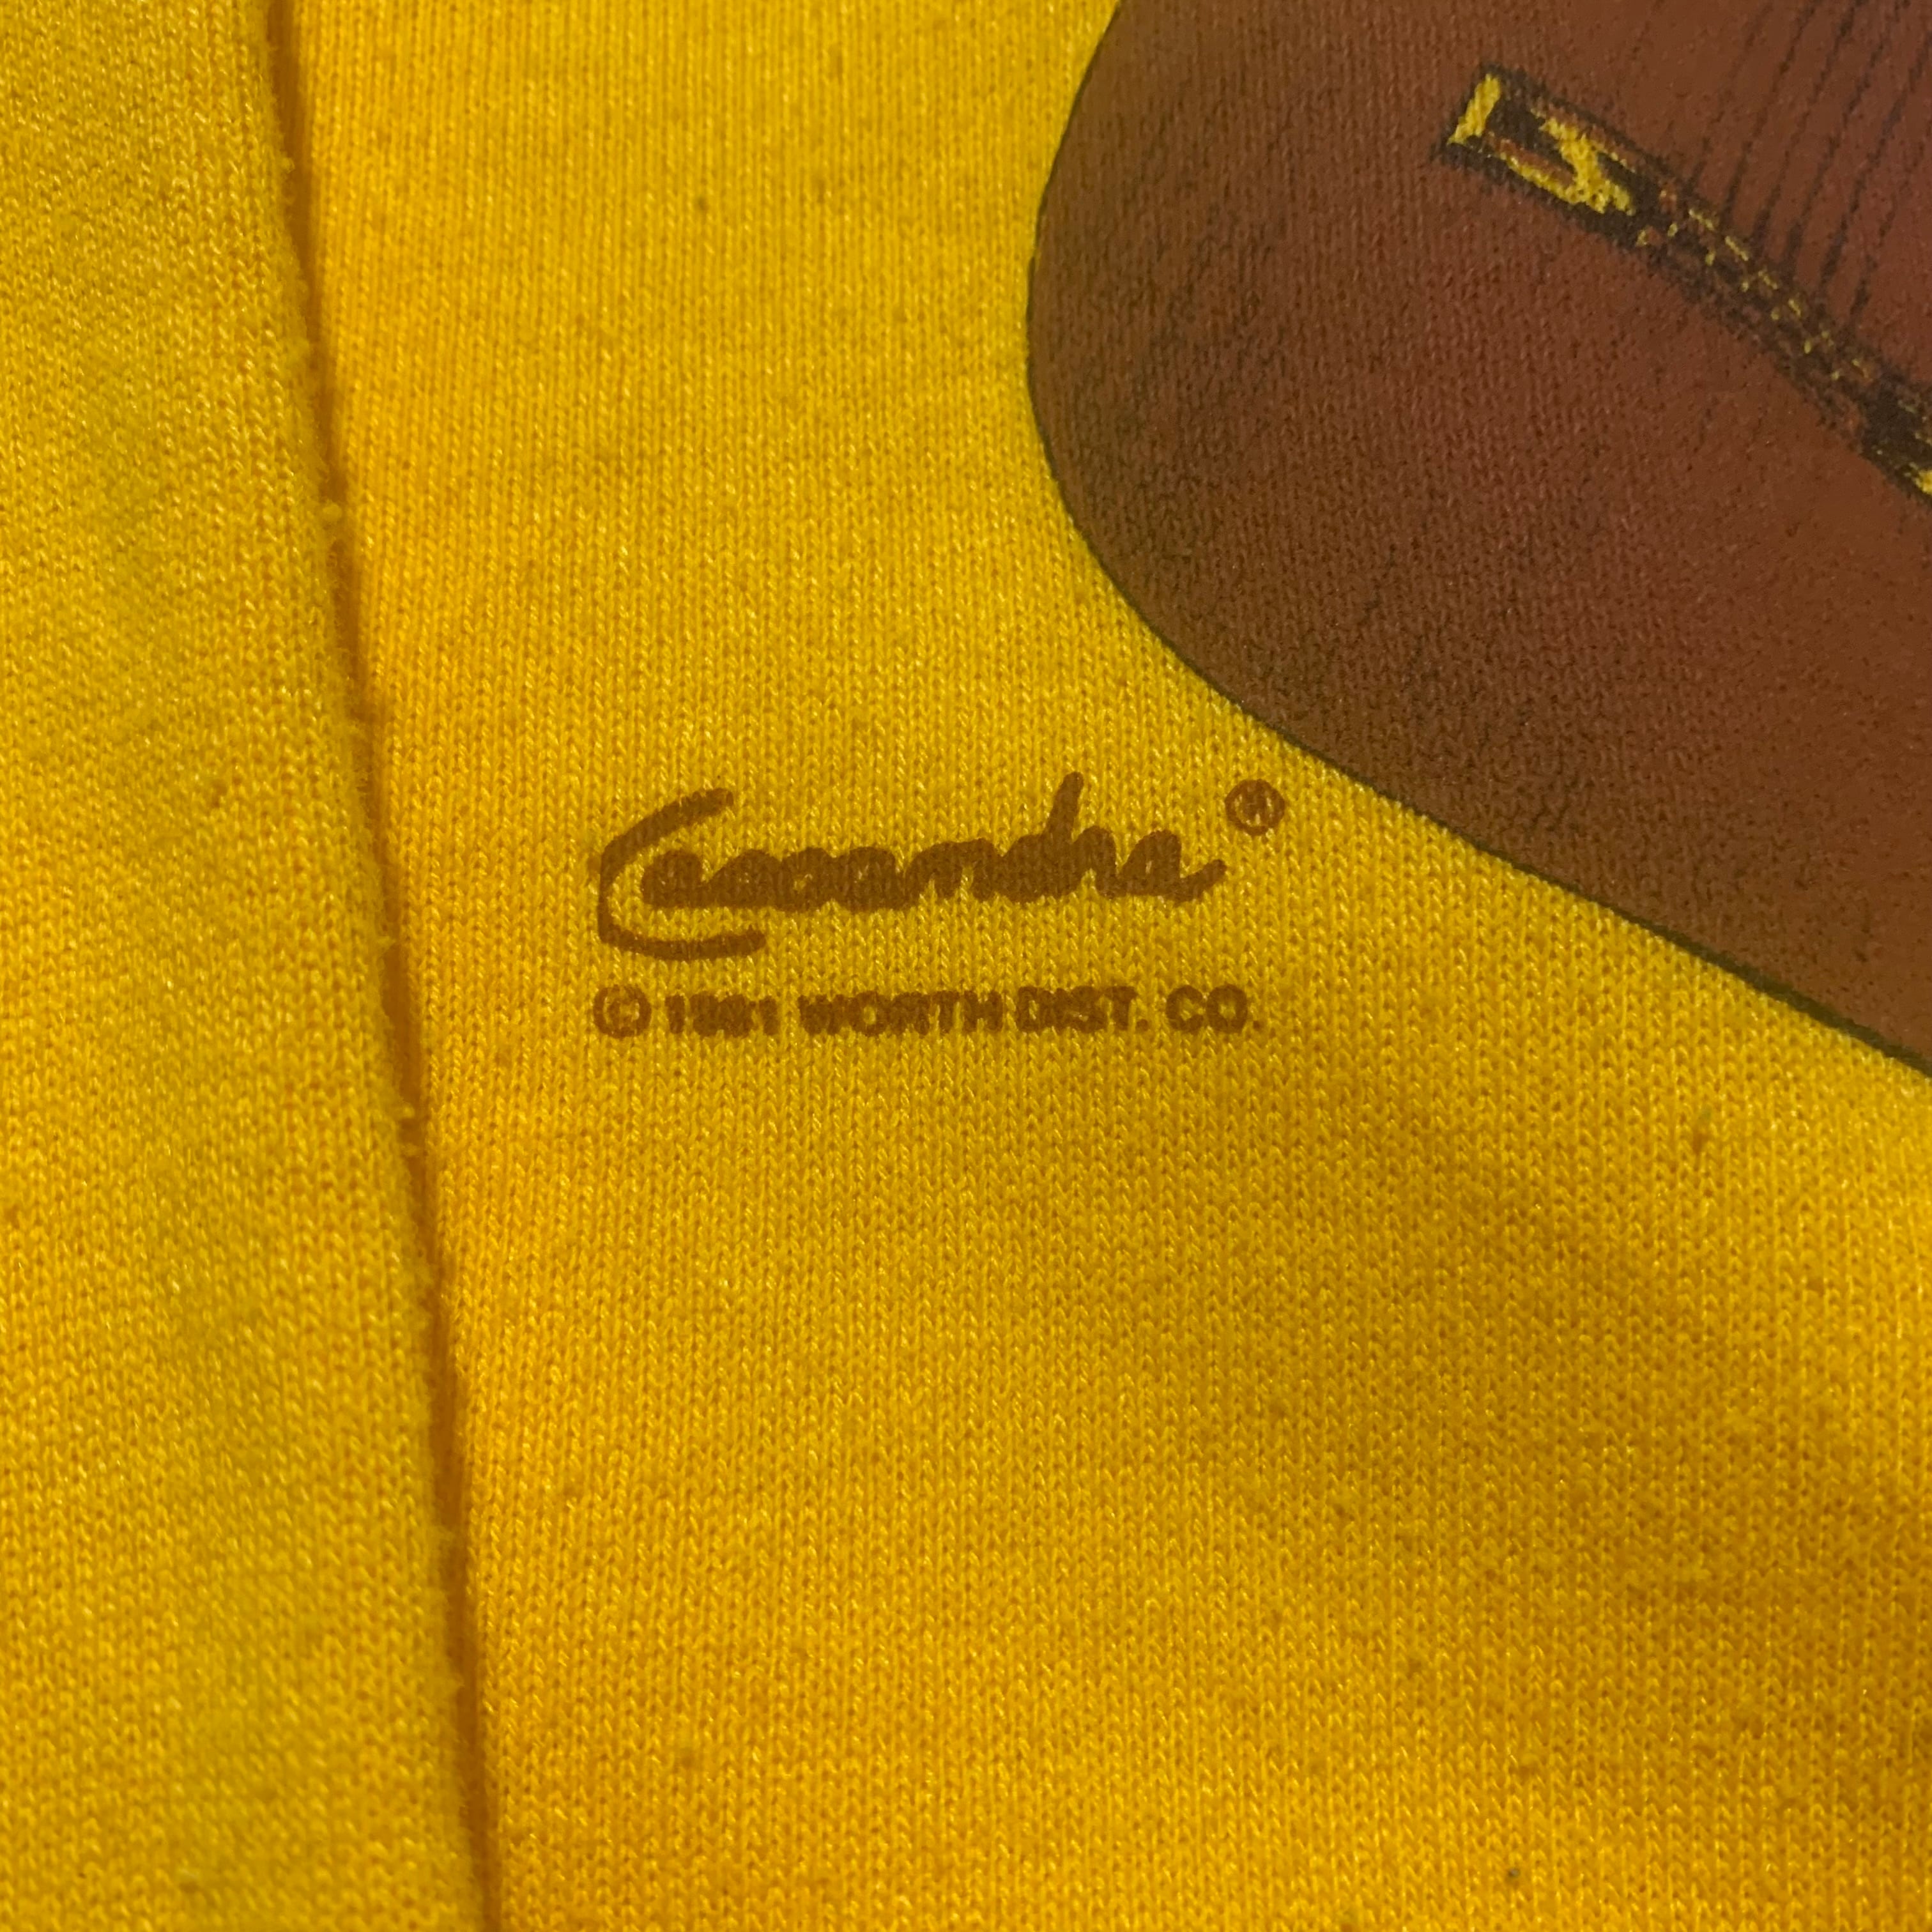 Cassandra ®
© 1991 WORTH DIST. CO.